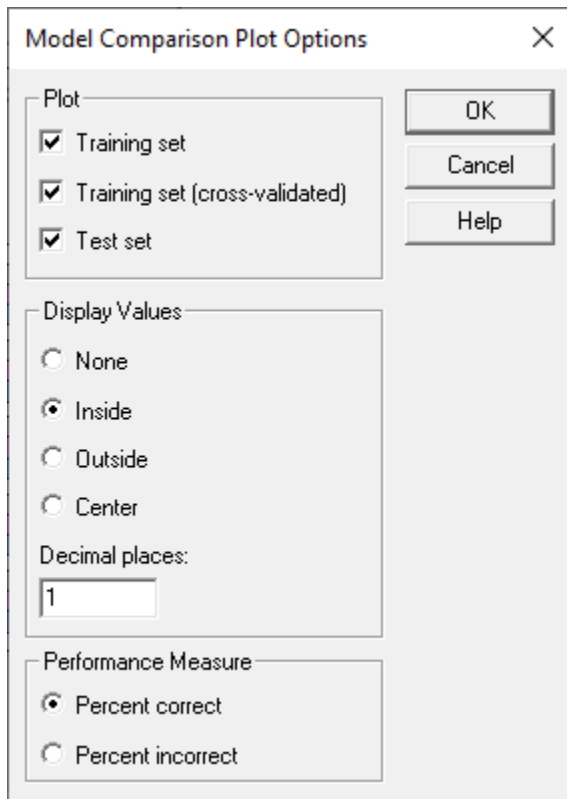 Model Comparison Plot Options
Plot
Training set
Training set (cross-validated)
Test set
OK
Cancel
Help
Display Values
None
Inside
Outside
Center
Decimal places:
1
Performance Measure
Percent correct
Percent incorrect